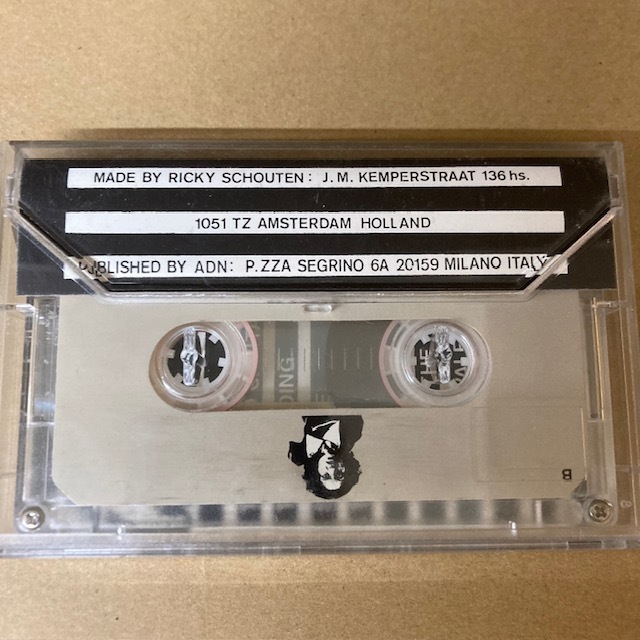 MADE BY RICKY SCHOUTEN: J.M. KEMPERSTRAAT 136 hs.
1051 TZ AMSTERDAM HOLLAND
PUBLISHED BY ADN: P.ZZA SEGRINO 6A 20159 MILANO ITALY
THE
B